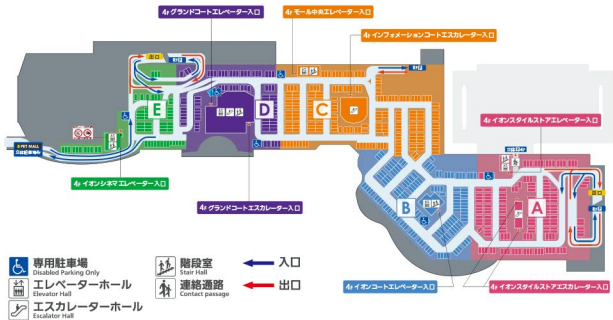 4F グランドコートエレベーター入口
4F モール中央エレベーター入口
4F インフォメーションコートエスカレーター入口
出口
E
D
C
4F イオンスタイルストアエレベーター入口
PET MALL
4F イオンシネマエレベーター入口
4F グランドコートエスカレーター入口
B
A
出口
専用駐車場
Disabled Parking Only
階段室
Stair Hall
入口
エレベーターホール
Elevator Hall
連絡通路
Contact passage
出口
エスカレーターホール
Escalator Hall
4F イオンコートエレベーター入口
4F イオンスタイルストアエスカレーター入口